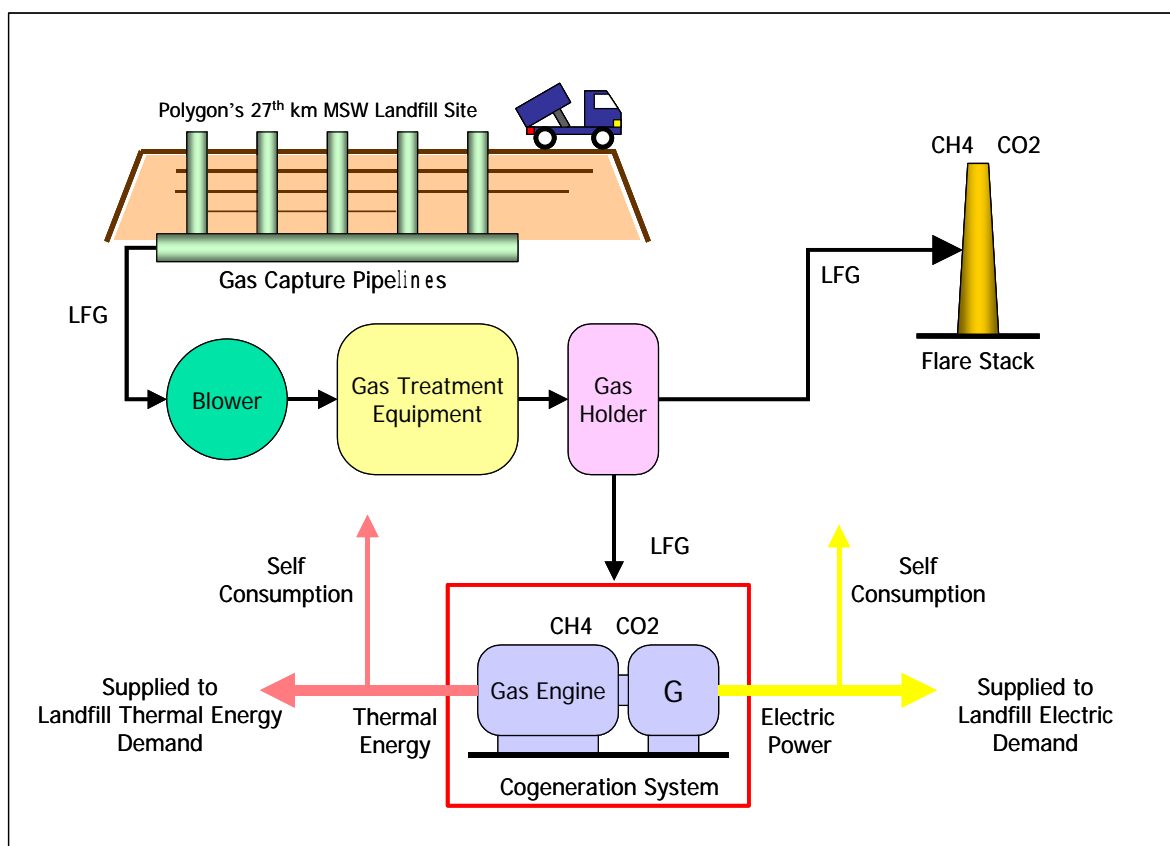 Polygon's 27th km MSW Landfill Site
CH4 CO2
Gas Capture Pipelines
LFG
LFG
Flare Stack
Blower
Gas Treatment
Equipment
Gas
Holder
LFG
Self
Consumption
Self
Consumption
CH4 CO2
Gas Engine
G
Supplied to
Landfill Thermal Energy
Demand
Thermal
Energy
Electric
Power
Supplied to
Landfill Electric
Demand
Cogeneration System